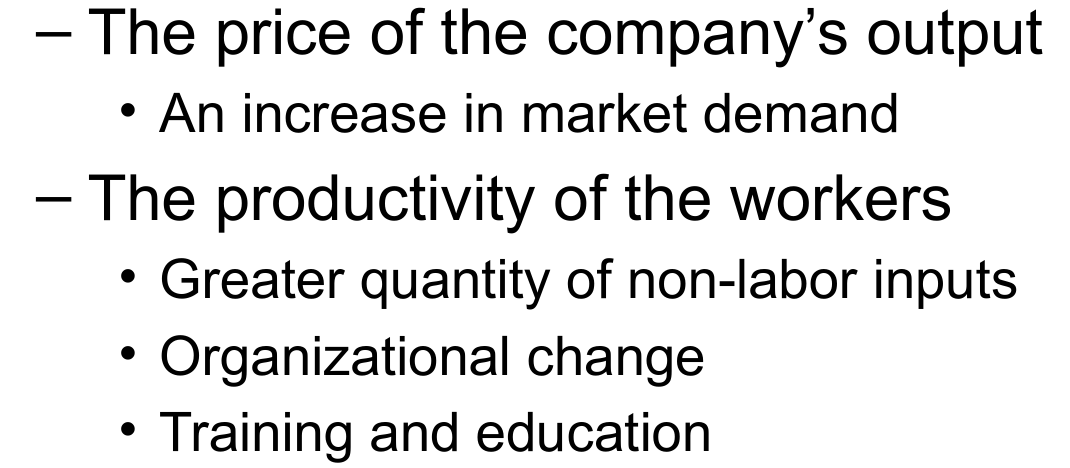 – The price of the company’s output
• An increase in market demand
– The productivity of the workers
• Greater quantity of non-labor inputs
• Organizational change
• Training and education